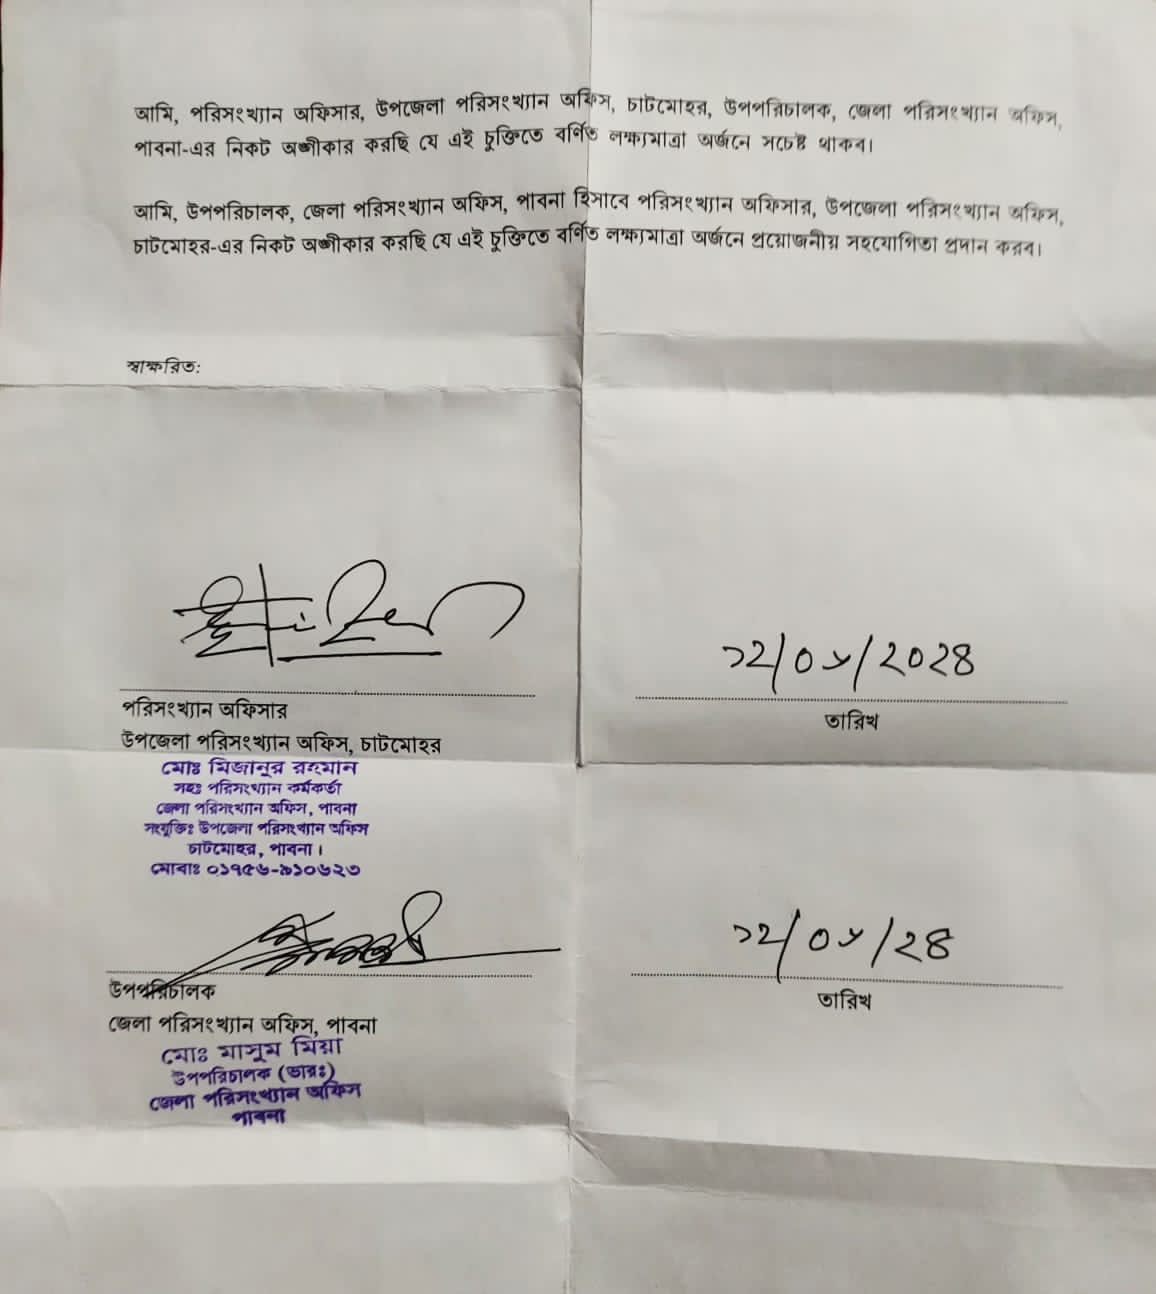 আমি, পরিসংখ্যান অফিসার, উপজেলা পরিসংখ্যান অফিস, চাটমোহর, উপপরিচালক, জেলা পরিসংখ্যান অফিস,
পাবনা-এর নিকট অঙ্গীকার করছি যে এই চুক্তিতে বর্ণিত লক্ষ্যমাত্রা অর্জনে সচেষ্ট থাকব।
আমি, উপপরিচালক, জেলা পরিসংখ্যান অফিস, পাবনা হিসাবে পরিসংখ্যান অফিসার, উপজেলা পরিসংখ্যান অফিস,
চাটমোহর-এর নিকট অঙ্গীকার করছি যে এই চুক্তিতে বর্ণিত লক্ষ্যমাত্রা অর্জনে প্রয়োজনীয় সহযোগিতা প্রদান করব।
স্বাক্ষরিত:
১২/০৬/২০২৪
পরিসংখ্যান অফিসার
তারিখ
উপজেলা পরিসংখ্যান অফিস, চাটমোহর
মোঃ মিজানুর রহমান
সহঃ পরিসংখ্যান কর্মকর্তা
জেলা পরিসংখ্যান অফিস, পাবনা
সংযুক্তিঃ উপজেলা পরিসংখ্যান অফিস
চাটমোহর, পাবনা।
মোবাঃ ০১৭৫৬-৯১০৬২৩
১২/০৬/২৪
উপপরিচালক
তারিখ
জেলা পরিসংখ্যান অফিস, পাবনা
মোঃ মাসুম মিয়া
উপপরিচালক (ভারঃ)
জেলা পরিসংখ্যান অফিস
পাবনা